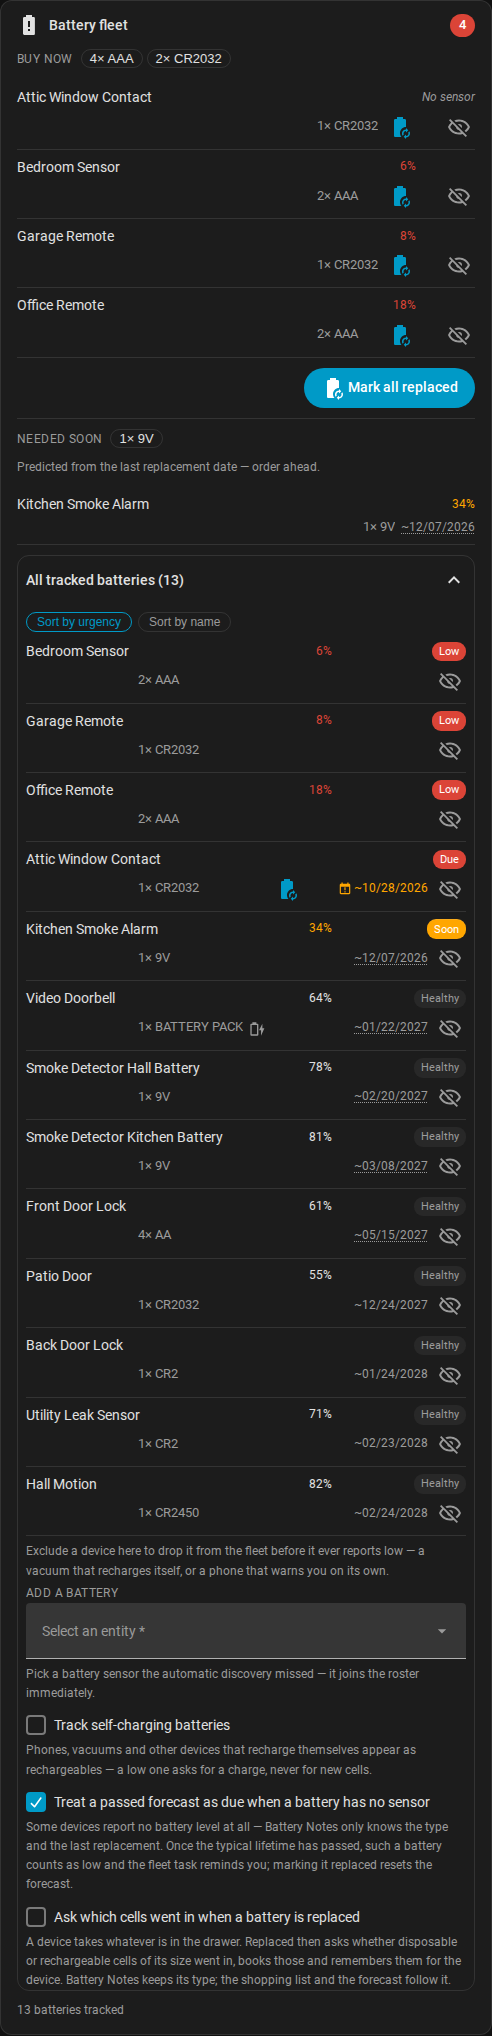 Battery fleet
4
BUY NOW 4× AAA 2× CR2032
Attic Window Contact No sensor
1× CR2032
Bedroom Sensor 6%
2× AAA
Garage Remote 8%
1× CR2032
Office Remote 18%
2× AAA
Mark all replaced
NEEDED SOON 1× 9V
Predicted from the last replacement date — order ahead.
Kitchen Smoke Alarm 34%
1× 9V ~12/07/2026
All tracked batteries (13)
Sort by urgency Sort by name
Bedroom Sensor 6% Low
2× AAA
Garage Remote 8% Low
1× CR2032
Office Remote 18% Low
2× AAA
Attic Window Contact Due
1× CR2032 ~10/28/2026
Kitchen Smoke Alarm 34% Soon
1× 9V ~12/07/2026
Video Doorbell 64% Healthy
1× BATTERY PACK ~01/22/2027
Smoke Detector Hall Battery 78% Healthy
1× 9V ~02/20/2027
Smoke Detector Kitchen Battery 81% Healthy
1× 9V ~03/08/2027
Front Door Lock 61% Healthy
4× AA ~05/15/2027
Patio Door 55% Healthy
1× CR2032 ~12/24/2027
Back Door Lock Healthy
1× CR2 ~01/24/2028
Utility Leak Sensor 71% Healthy
1× CR2 ~02/23/2028
Hall Motion 82% Healthy
1× CR2450 ~02/24/2028
Exclude a device here to drop it from the fleet before it ever reports low — a
vacuum that recharges itself, or a phone that warns you on its own.
ADD A BATTERY
Select an entity *
Pick a battery sensor the automatic discovery missed — it joins the roster
immediately.
Track self-charging batteries
Phones, vacuums and other devices that recharge themselves appear as
rechargeables — a low one asks for a charge, never for new cells.
Treat a passed forecast as due when a battery has no sensor
Some devices report no battery level at all — Battery Notes only knows the type
and the last replacement. Once the typical lifetime has passed, such a battery
counts as low and the fleet task reminds you; marking it replaced resets the
forecast.
Ask which cells went in when a battery is replaced
A device takes whatever is in the drawer. Replaced then asks whether disposable
or rechargeable cells of its size went in, books those and remembers them for the
device. Battery Notes keeps its type; the shopping list and the forecast follow it.
13 batteries tracked